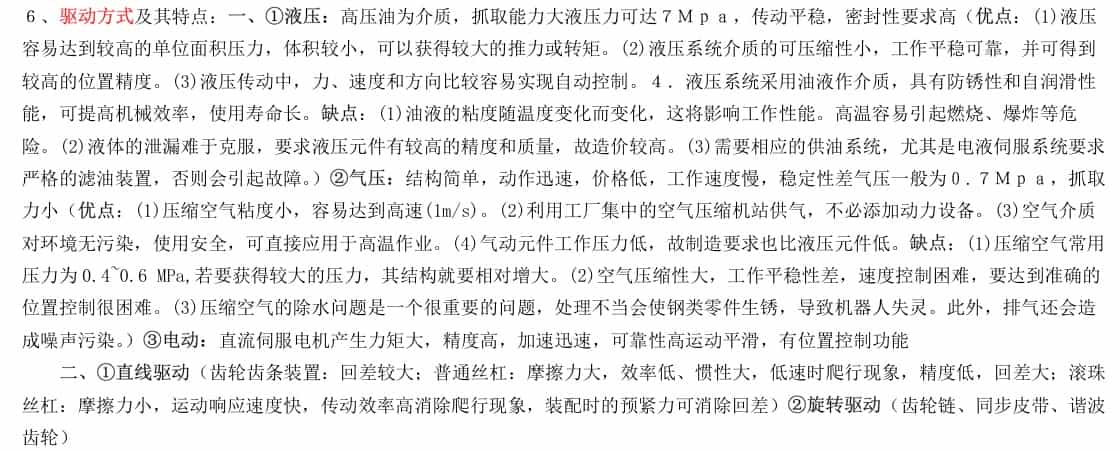 ６、驱动方式及其特点：一、①液压：高压油为介质，抓取能力大液压力可达７Ｍｐａ，传动平稳，密封性要求高（优点：(1)液压
容易达到较高的单位面积压力，体积较小，可以获得较大的推力或转矩。(2)液压系统介质的可压缩性小，工作平稳可靠，并可得到
较高的位置精度。(3)液压传动中，力、速度和方向比较容易实现自动控制。４．液压系统采用油液作介质，具有防锈性和自润滑性
能，可提高机械效率，使用寿命长。缺点：(1)油液的粘度随温度变化而变化，这将影响工作性能。高温容易引起燃烧、爆炸等危
险。(2)液体的泄漏难于克服，要求液压元件有较高的精度和质量，故造价较高。(3)需要相应的供油系统，尤其是电液伺服系统要求
严格的滤油装置，否则会引起故障。）②气压：结构简单，动作迅速，价格低，工作速度慢，稳定性差气压一般为０.７Ｍｐａ，抓取
力小（优点：(1)压缩空气粘度小，容易达到高速(1m/s)。(2)利用工厂集中的空气压缩机站供气，不必添加动力设备。(3)空气介质
对环境无污染，使用安全，可直接应用于高温作业。(4)气动元件工作压力低，故制造要求也比液压元件低。缺点：(1)压缩空气常用
压力为0.4~0.6 MPa,若要获得较大的压力，其结构就要相对增大。(2)空气压缩性大，工作平稳性差，速度控制困难，要达到准确的
位置控制很困难。(3)压缩空气的除水问题是一个很重要的问题，处理不当会使钢类零件生锈，导致机器人失灵。此外，排气还会造
成噪声污染。）③电动：直流伺服电机产生力矩大，精度高，加速迅速，可靠性高运动平滑，有位置控制功能
二、①直线驱动（齿轮齿条装置：回差较大；普通丝杠：摩擦力大，效率低、惯性大，低速时爬行现象，精度低，回差大；滚珠
丝杠：摩擦力小，运动响应速度快，传动效率高消除爬行现象，装配时的预紧力可消除回差）②旋转驱动（齿轮链、同步皮带、谐波
齿轮）